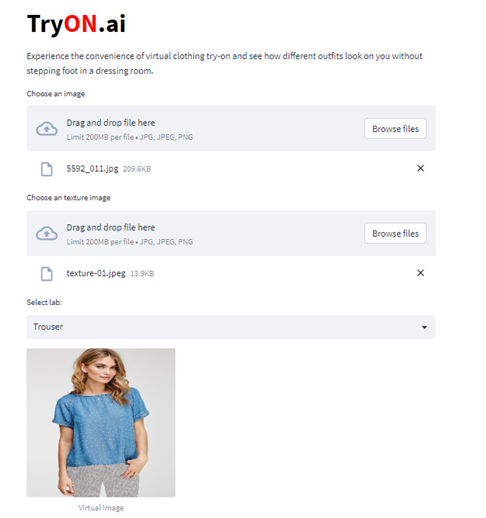 TryON.ai
Experience the convenience of virtual clothing try-on and see how different outfits look on you without
stepping foot in a dressing room.
Choose an image
Drag and drop file here
Limit 200MB per file • JPG, JPEG, PNG
Browse files
5592_011.jpg 209.6KB
Choose an texture image
Drag and drop file here
Limit 200MB per file • JPG, JPEG, PNG
Browse files
texture-01.jpeg 13.9KB
Select lab:
Trouser
Virtual Image